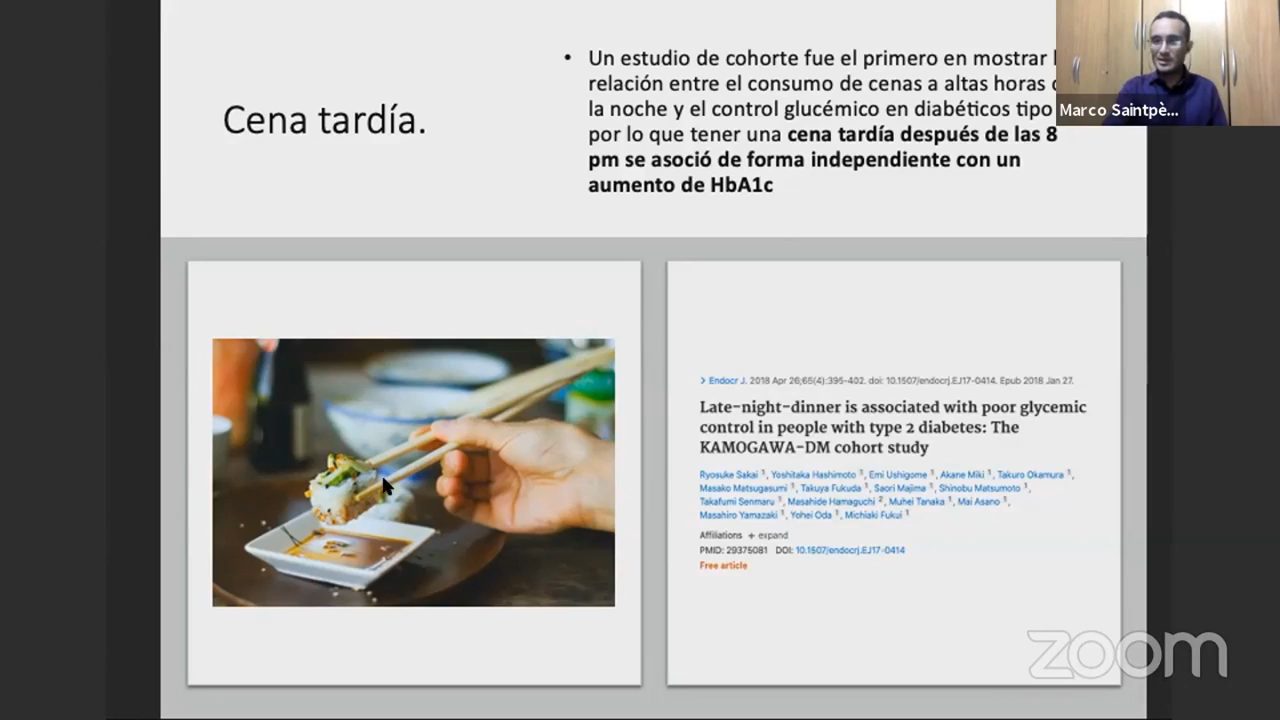 Cena tardía.
• Un estudio de cohorte fue el primero en mostrar
relación entre el consumo de cenas a altas horas
la noche y el control glucémico en diabéticos tipo
por lo que tener una cena tardía después de las 8
pm se asoció de forma independiente con un
aumento de HbA1c
Marco Saintpè...
> Endocr J. 2018 Apr 26;65(4):395-402. doi: 10.1507/endocrj.EJ17-0414. Epub 2018 Jan 27.
Late-night-dinner is associated with poor glycemic
control in people with type 2 diabetes: The
KAMOGAWA-DM cohort study
Ryosuke Sakai 1, Yoshitaka Hashimoto 1, Emi Ushigome 1, Akane Miki 1, Takuro Okamura 1,
Masako Matsugasumi 1, Takuya Fukuda 1, Saori Majima 1, Shinobu Matsumoto 1,
Takafumi Senmaru 1, Masahide Hamaguchi 2, Muhei Tanaka 1, Mai Asano 1,
Masahiro Yamazaki 1, Yohei Oda 1, Michiaki Fukui 1
Affiliations + expand
PMID: 29375081 DOI: 10.1507/endocrj.EJ17-0414
Free article
zoom